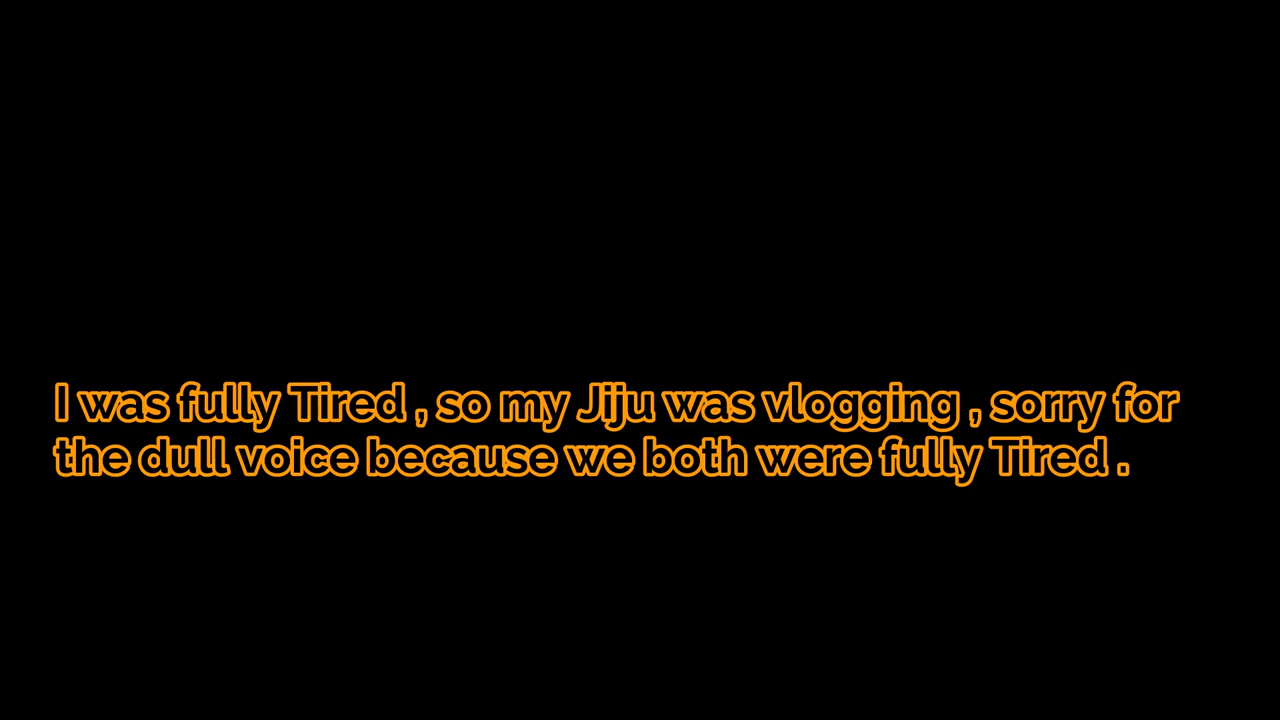 I was fully Tired , so my Jiju was vlogging , sorry for
the dull voice because we both were fully Tired .